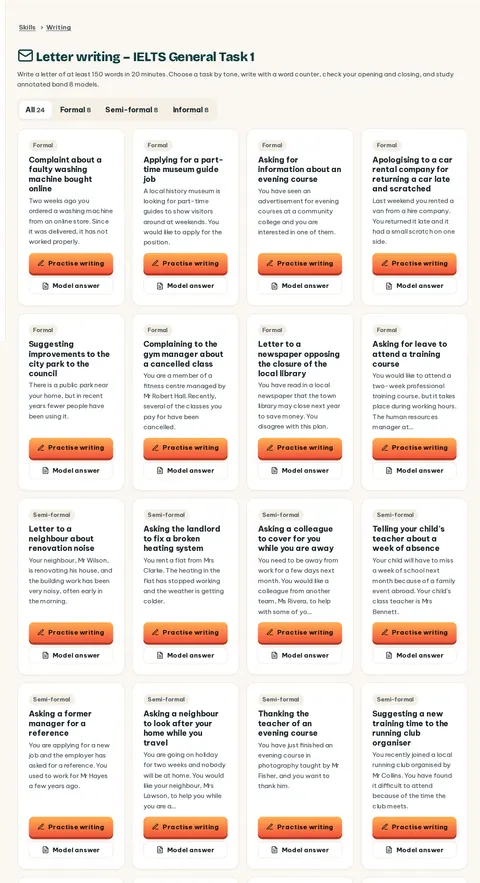 Skills > Writing
Letter writing – IELTS General Task 1
Write a letter of at least 150 words in 20 minutes. Choose a task by tone, write with a word counter, check your opening and closing, and study
annotated band 8 models.
All 24 Formal 8 Semi-formal 8 Informal 8
Formal
Complaint about a
faulty washing
machine bought
online
Two weeks ago you
ordered a washing machine
from an online store. Since
it was delivered, it has not
worked properly.
Practise writing
Model answer
Formal
Applying for a part-
time museum guide
job
A local history museum is
looking for part-time
guides to show visitors
around at weekends. You
would like to apply for the
position.
Practise writing
Model answer
Formal
Asking for
information about an
evening course
You have seen an
advertisement for evening
courses at a community
college and you are
interested in one of them.
Practise writing
Model answer
Formal
Apologising to a car
rental company for
returning a car late
and scratched
Last weekend you rented a
van from a hire company.
You returned it late and it
had a small scratch on one
side.
Practise writing
Model answer
Formal
Suggesting
improvements to the
city park to the
council
There is a public park near
your home, but in recent
years fewer people have
been using it.
Practise writing
Model answer
Formal
Complaining to the
gym manager about
a cancelled class
You are a member of a
fitness centre managed by
Mr Robert Hall. Recently,
several of the classes you
pay for have been
cancelled.
Practise writing
Model answer
Formal
Letter to a
newspaper opposing
the closure of the
local library
You have read in a local
newspaper that the town
library may close next year
to save money. You
disagree with this plan.
Practise writing
Model answer
Formal
Asking for leave to
attend a training
course
You would like to attend a
two-week professional
training course, but it takes
place during working hours.
The human resources
manager at...
Practise writing
Model answer
Semi-formal
Letter to a
neighbour about
renovation noise
Your neighbour, Mr Wilson,
is renovating his house, and
the building work has been
very noisy, often early in
the morning.
Practise writing
Model answer
Semi-formal
Asking the landlord
to fix a broken
heating system
You rent a flat from Mrs
Clarke. The heating in the
flat has stopped working
and the weather is getting
colder.
Practise writing
Model answer
Semi-formal
Asking a colleague
to cover for you
while you are away
You need to be away from
work for a few days next
month. You would like a
colleague from another
team, Ms Rivera, to help
with some of yo...
Practise writing
Model answer
Semi-formal
Telling your child's
teacher about a
week of absence
Your child will have to miss
a week of school next
month because of a family
event abroad. Your child's
class teacher is Mrs
Bennett.
Practise writing
Model answer
Semi-formal
Asking a former
manager for a
reference
You are applying for a new
job and the employer has
asked for a reference. You
used to work for Mr Hayes
a few years ago.
Practise writing
Model answer
Semi-formal
Asking a neighbour
to look after your
home while you
travel
You are going on holiday
for two weeks and nobody
will be at home. You would
like your neighbour, Mrs
Lawson, to help you while
you are a...
Practise writing
Model answer
Semi-formal
Thanking the
teacher of an
evening course
You have just finished an
evening course in
photography taught by Mr
Fisher, and you want to
thank him.
Practise writing
Model answer
Semi-formal
Suggesting a new
training time to the
running club
organiser
You recently joined a local
running club organised by
Mr Collins. You have found
it difficult to attend
because of the time the
club meets.
Practise writing
Model answer